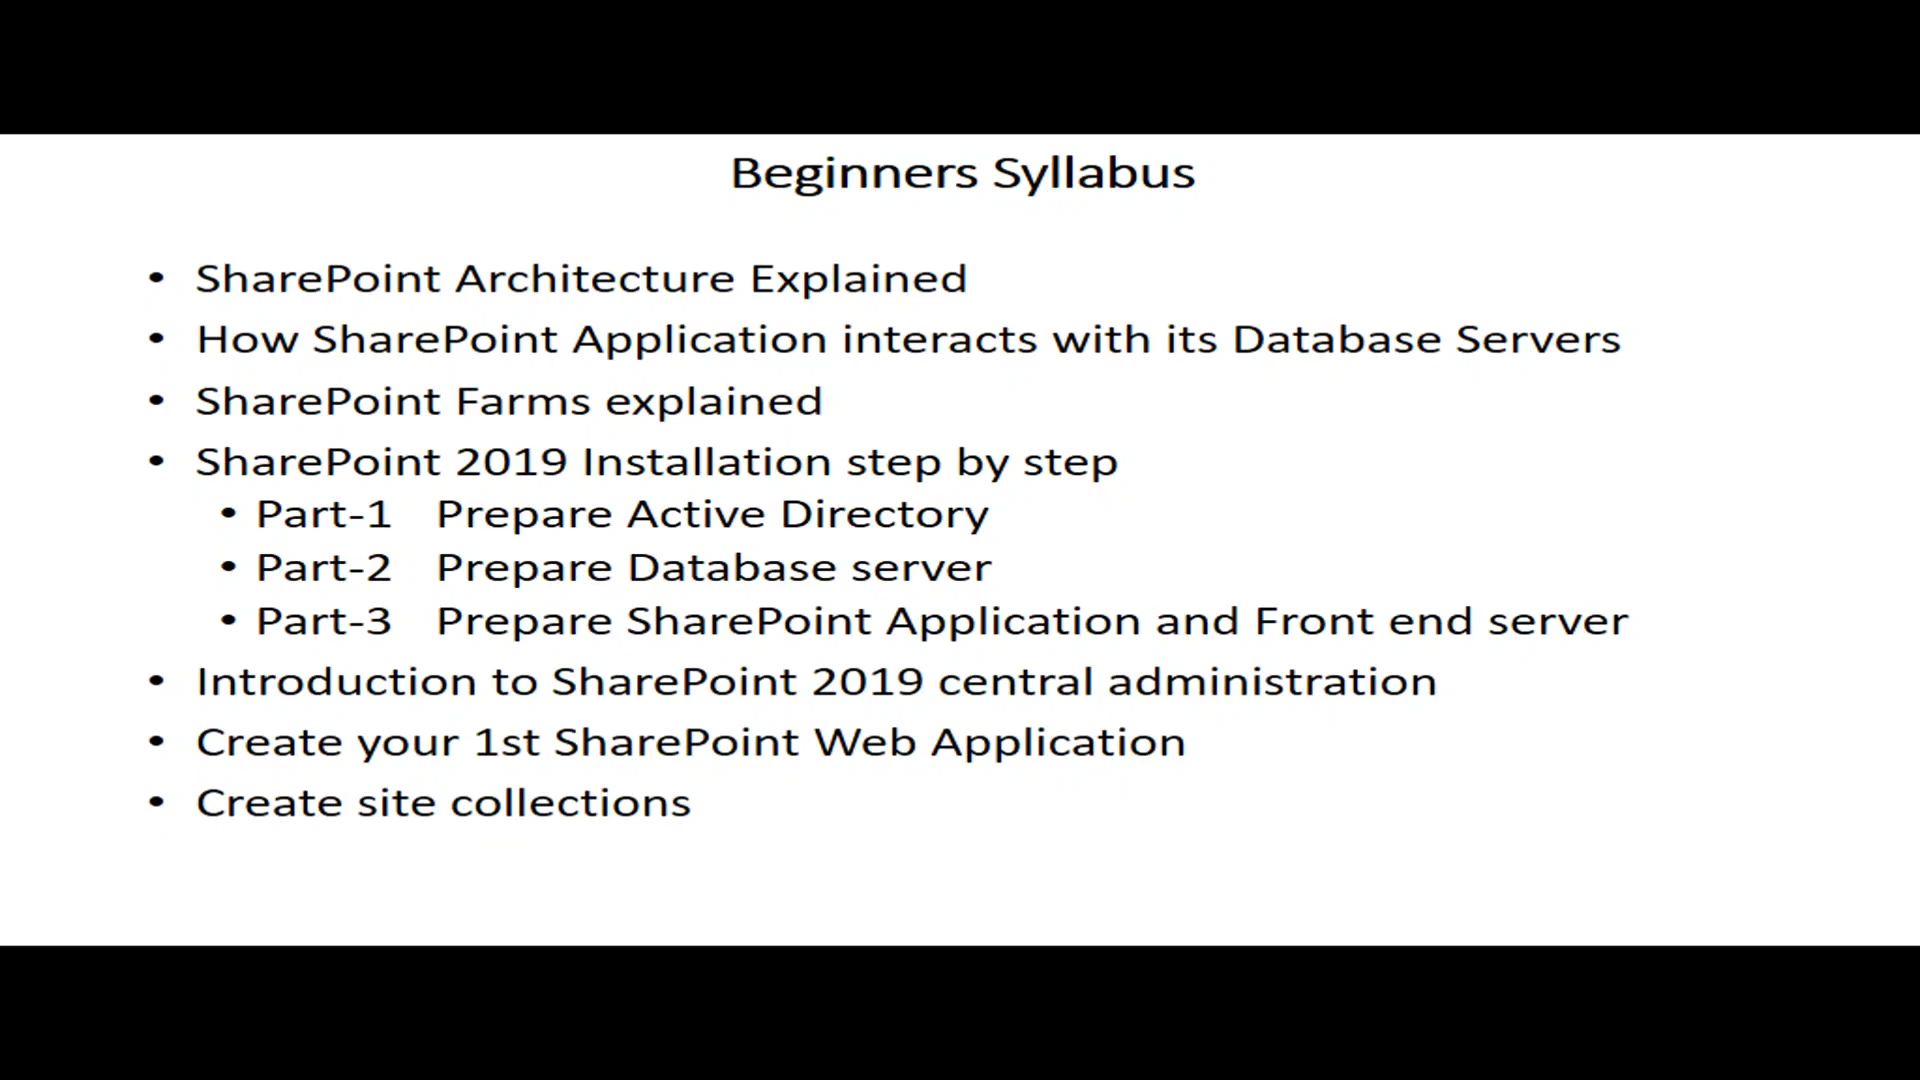 Beginners Syllabus
• SharePoint Architecture Explained
• How SharePoint Application interacts with its Database Servers
• SharePoint Farms explained
• SharePoint 2019 Installation step by step
• Part-1 Prepare Active Directory
• Part-2 Prepare Database server
• Part-3 Prepare SharePoint Application and Front end server
• Introduction to SharePoint 2019 central administration
• Create your 1st SharePoint Web Application
• Create site collections